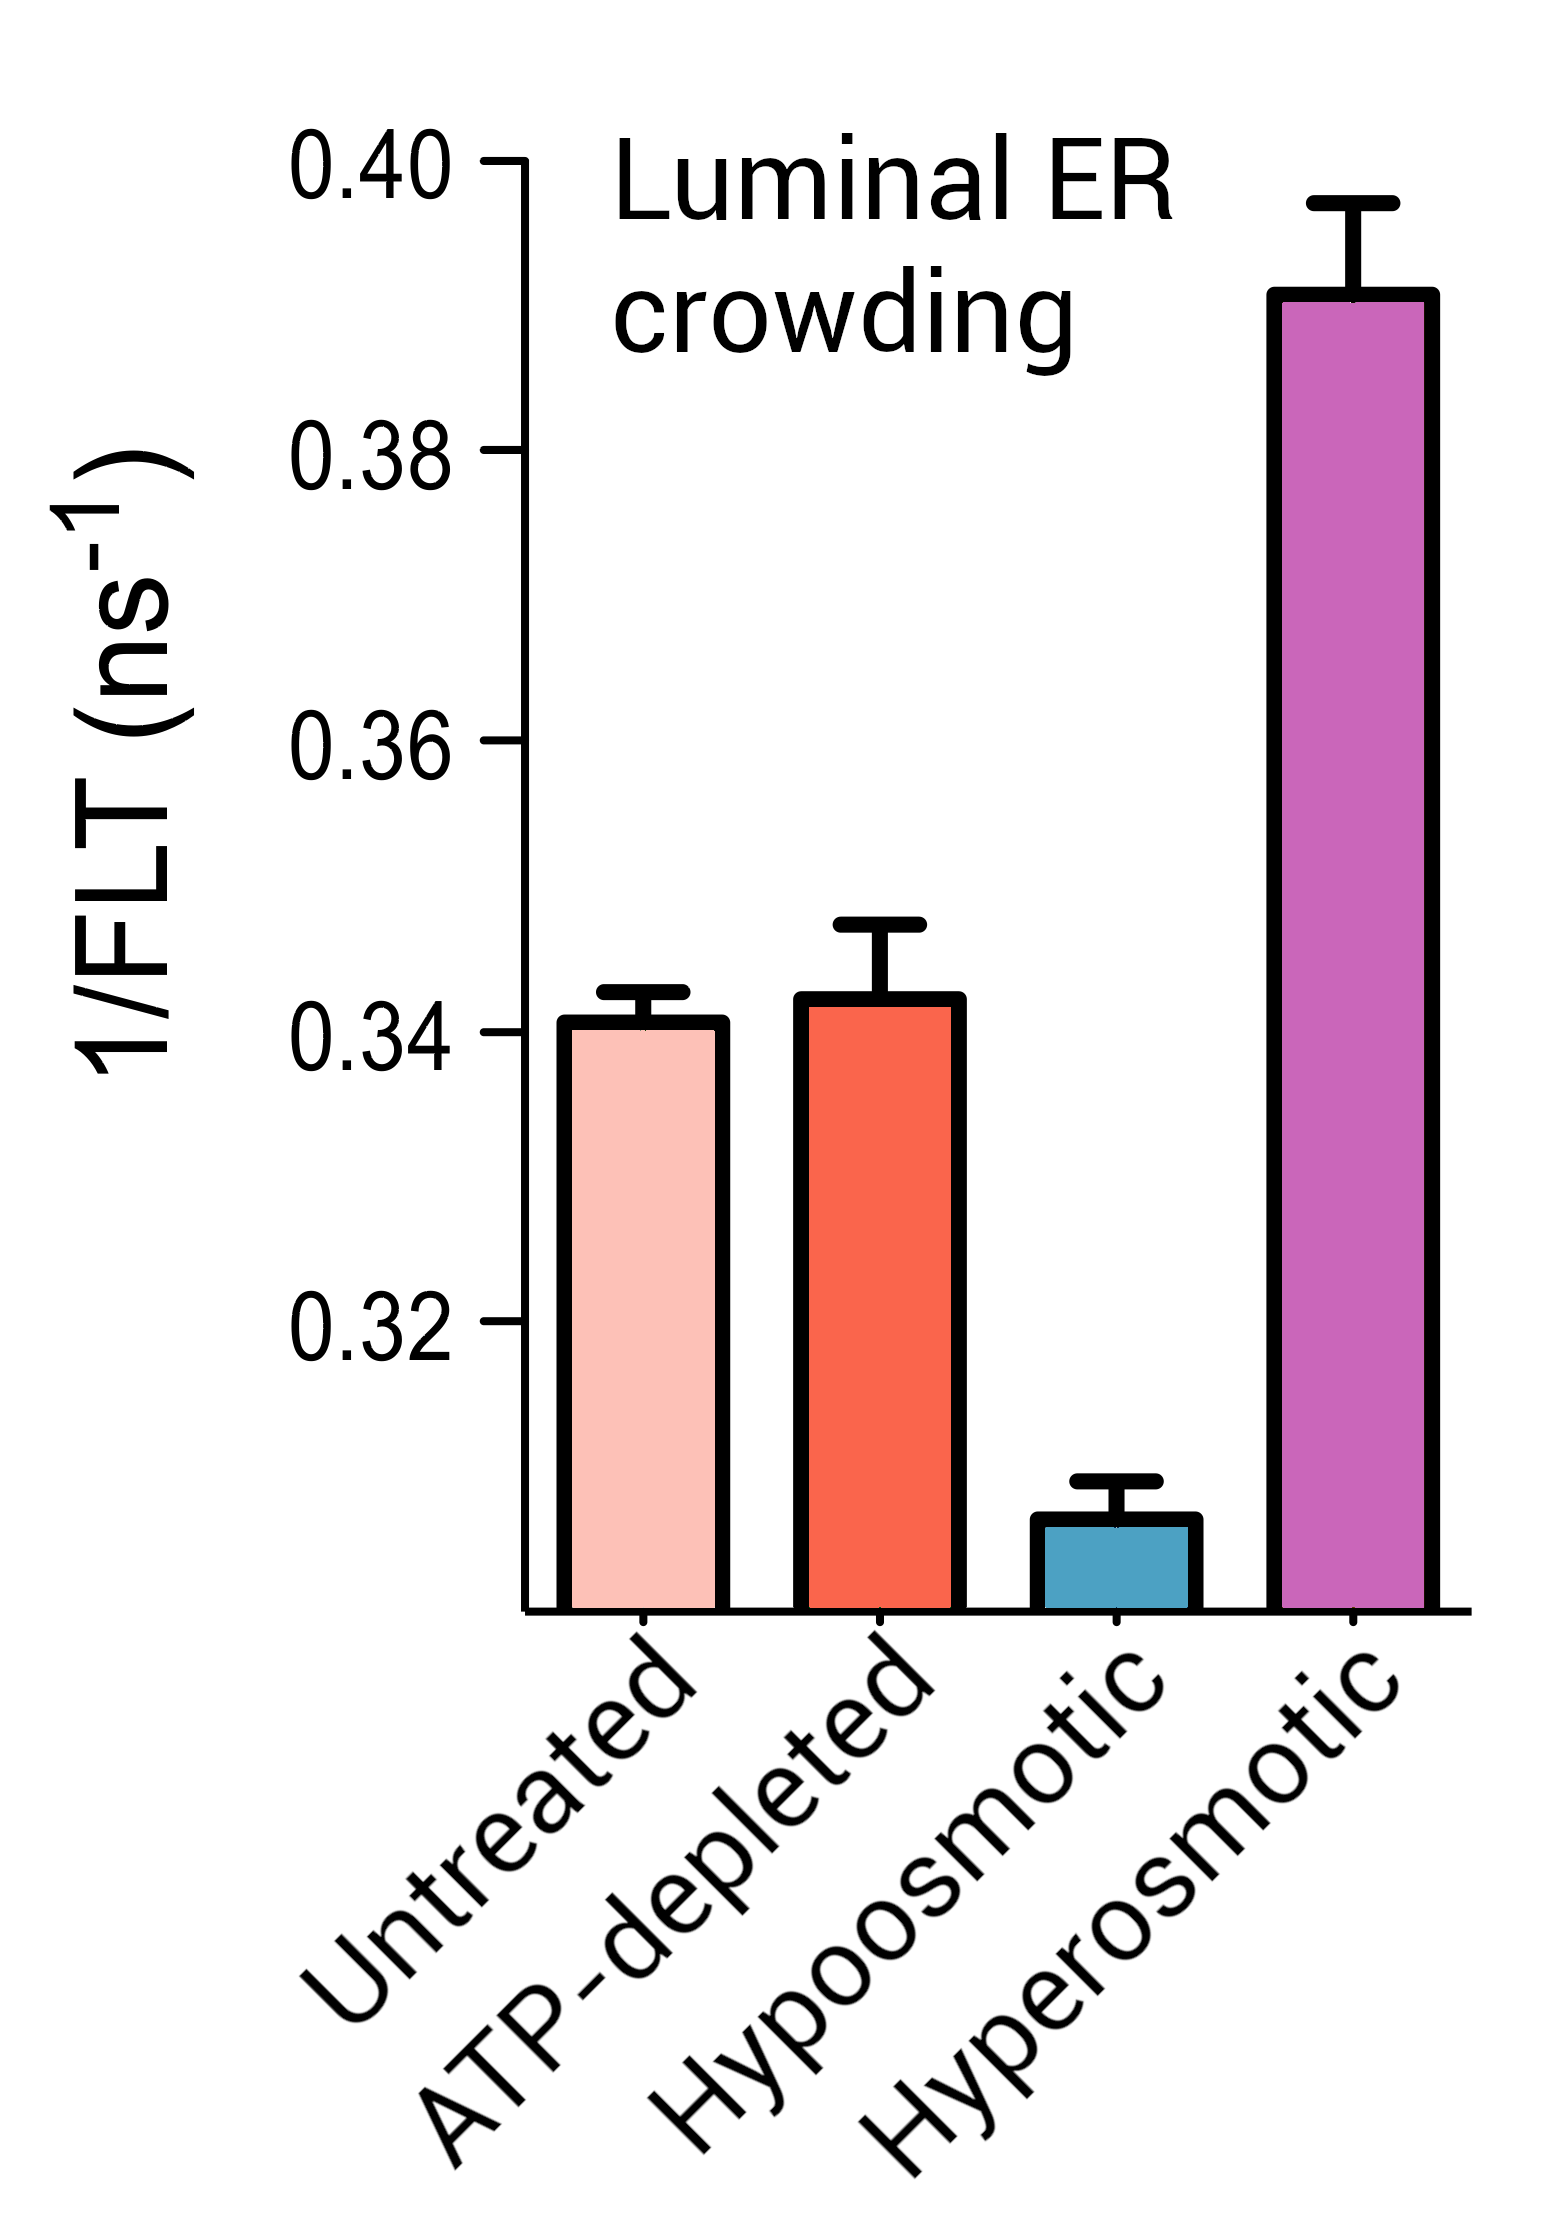 Luminal ER
crowding
1/FLT (ns⁻¹)
0.40
0.38
0.36
0.34
0.32
Untreated
ATP-depleted
Hypoosmotic
Hyperosmotic